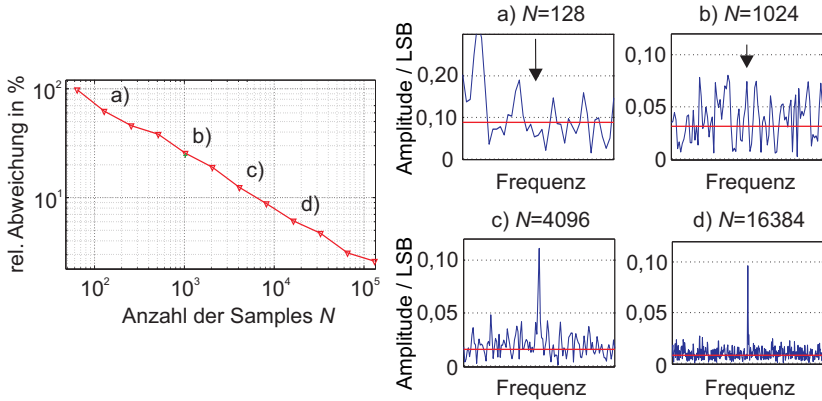 rel. Abweichung in %
10²
10¹
a)
b)
c)
d)
10² 10³ 10⁴ 10⁵
Anzahl der Samples N
a) N=128
Amplitude / LSB
0,20
0,10
0
Frequenz
b) N=1024
0,10
0,05
0
Frequenz
c) N=4096
Amplitude / LSB
0,10
0,05
0
Frequenz
d) N=16384
0,10
0,05
0
Frequenz